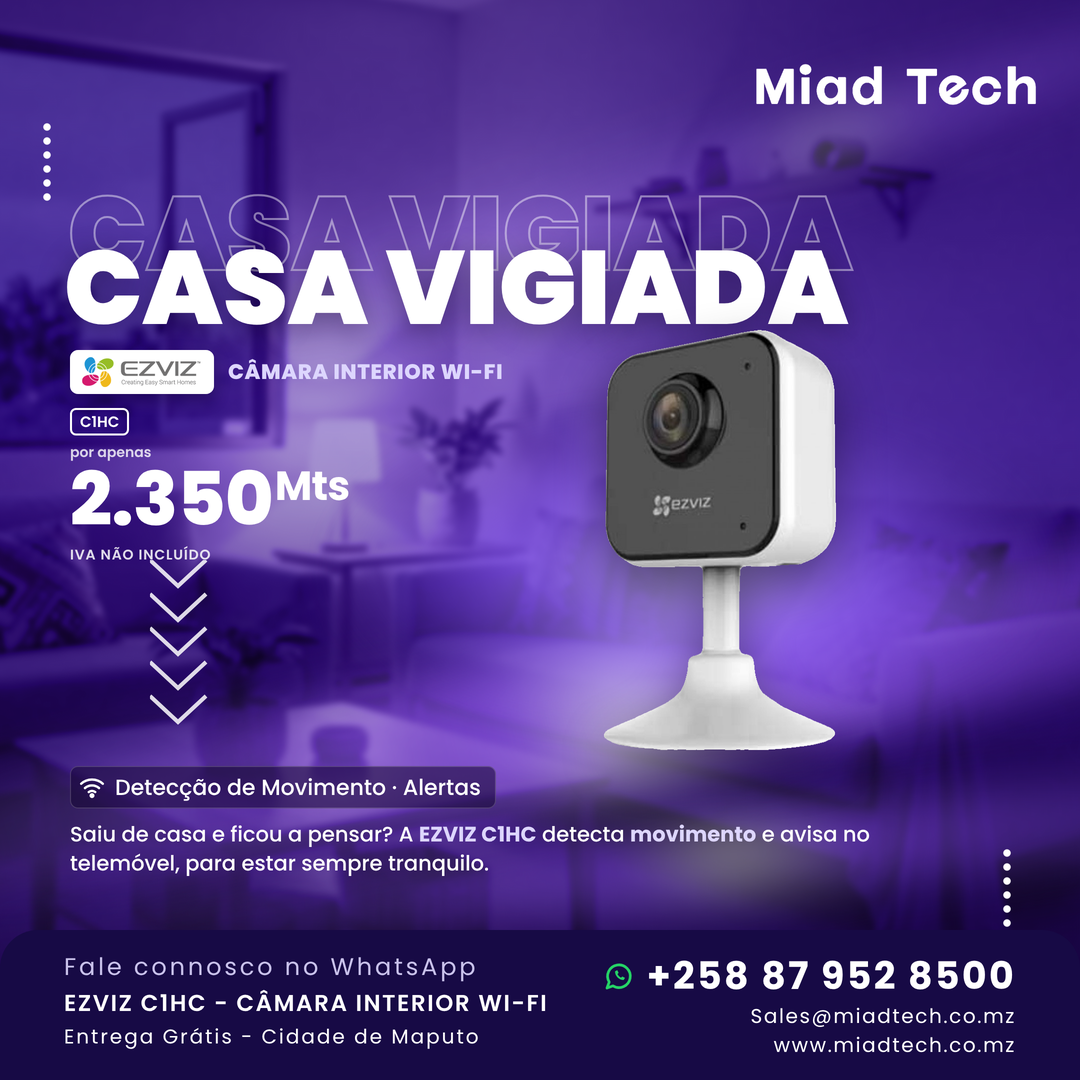 Miad Tech
CASA VIGIADA
CASA VIGIADA
EZVIZ™
Creating Easy Smart Homes
CÂMARA INTERIOR WI-FI
C1HC
por apenas
2.350Mts
IVA NÃO INCLUÍDO
ezviz
Detecção de Movimento · Alertas
Saiu de casa e ficou a pensar? A EZVIZ C1HC detecta movimento e avisa no
telemóvel, para estar sempre tranquilo.
Fale connosco no WhatsApp
EZVIZ C1HC – CÂMARA INTERIOR WI-FI
Entrega Grátis – Cidade de Maputo
+258 87 952 8500
Sales@miadtech.co.mz
www.miadtech.co.mz